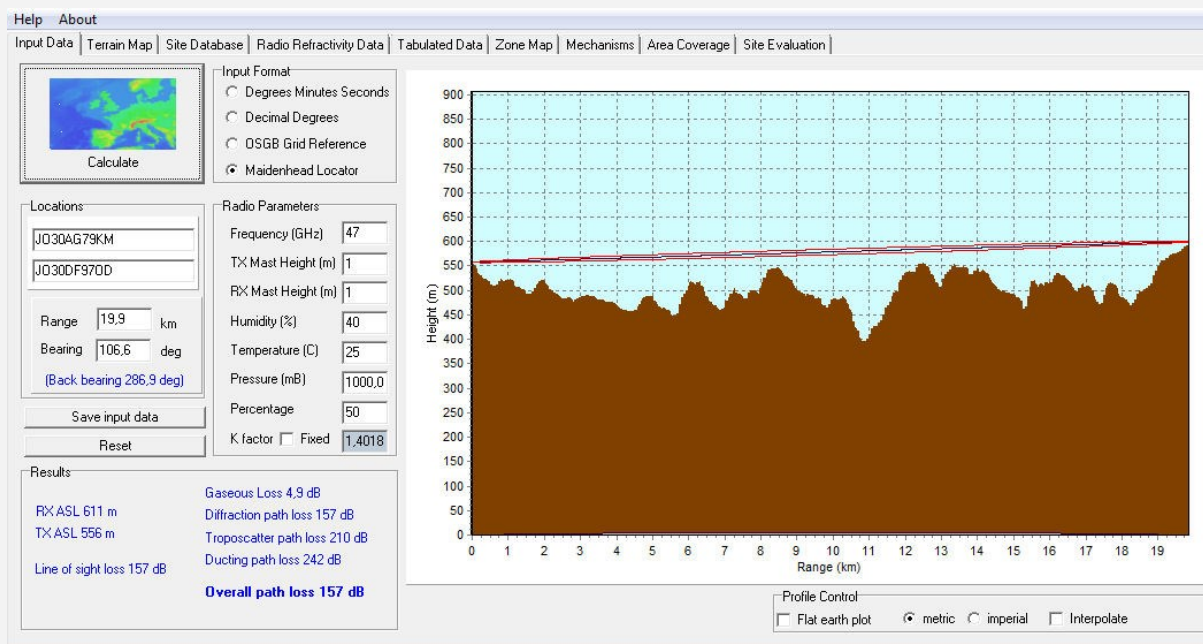 Help About
Input Data Terrain Map Site Database Radio Refractivity Data Tabulated Data Zone Map Mechanisms Area Coverage Site Evaluation
Calculate
Input Format
Degrees Minutes Seconds
Decimal Degrees
OSGB Grid Reference
Maidenhead Locator
Locations
JO30AG79KM
JO30DF97OD
Range 19,9 km
Bearing 106,6 deg
(Back bearing 286,9 deg)
Save input data
Reset
Radio Parameters
Frequency (GHz) 47
TX Mast Height (m) 1
RX Mast Height (m) 1
Humidity (%) 40
Temperature (C) 25
Pressure (mB) 1000,0
Percentage 50
K factor Fixed 1,4018
Results
RX ASL 611 m
TX ASL 556 m
Line of sight loss 157 dB
Gaseous Loss 4,9 dB
Diffraction path loss 157 dB
Troposcatter path loss 210 dB
Ducting path loss 242 dB
Overall path loss 157 dB
Height (m)
900
850
800
750
700
650
600
550
500
450
400
350
300
250
200
150
100
50
0
0 1 2 3 4 5 6 7 8 9 10 11 12 13 14 15 16 17 18 19
Range (km)
Profile Control
Flat earth plot metric imperial Interpolate